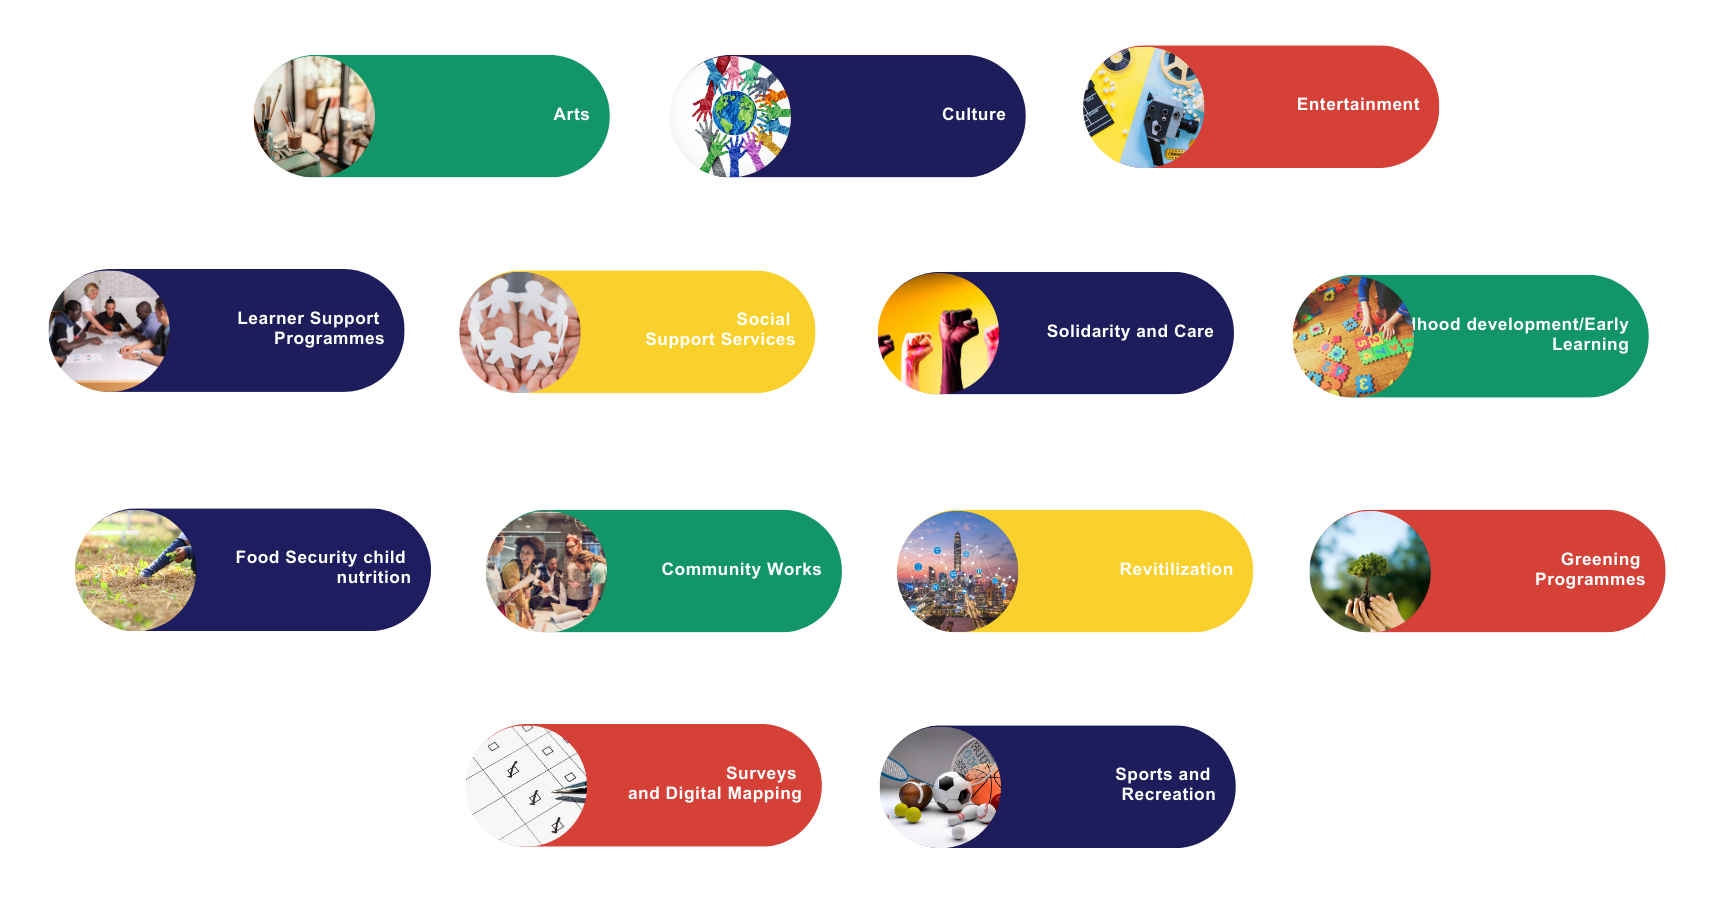 Arts
Culture
Entertainment
Learner Support
Programmes
Social
Support Services
Solidarity and Care
lhood development/Early
Learning
Food Security child
nutrition
Community Works
Revitilization
Greening
Programmes
Surveys
and Digital Mapping
Sports and
Recreation